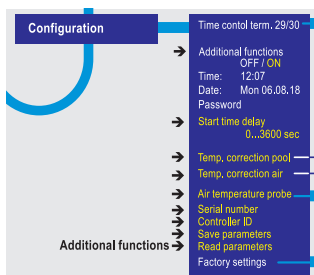 Configuration
Time contol term. 29/30
Additional functions
OFF / ON
Time: 12:07
Date: Mon 06.08.18
Password
Start time delay
0...3600 sec
Temp, correction pool
Temp, correction air
Air temperature probe
Serial number
Controller ID
Save parameters
Additional functions
Read parameters
Factory settings